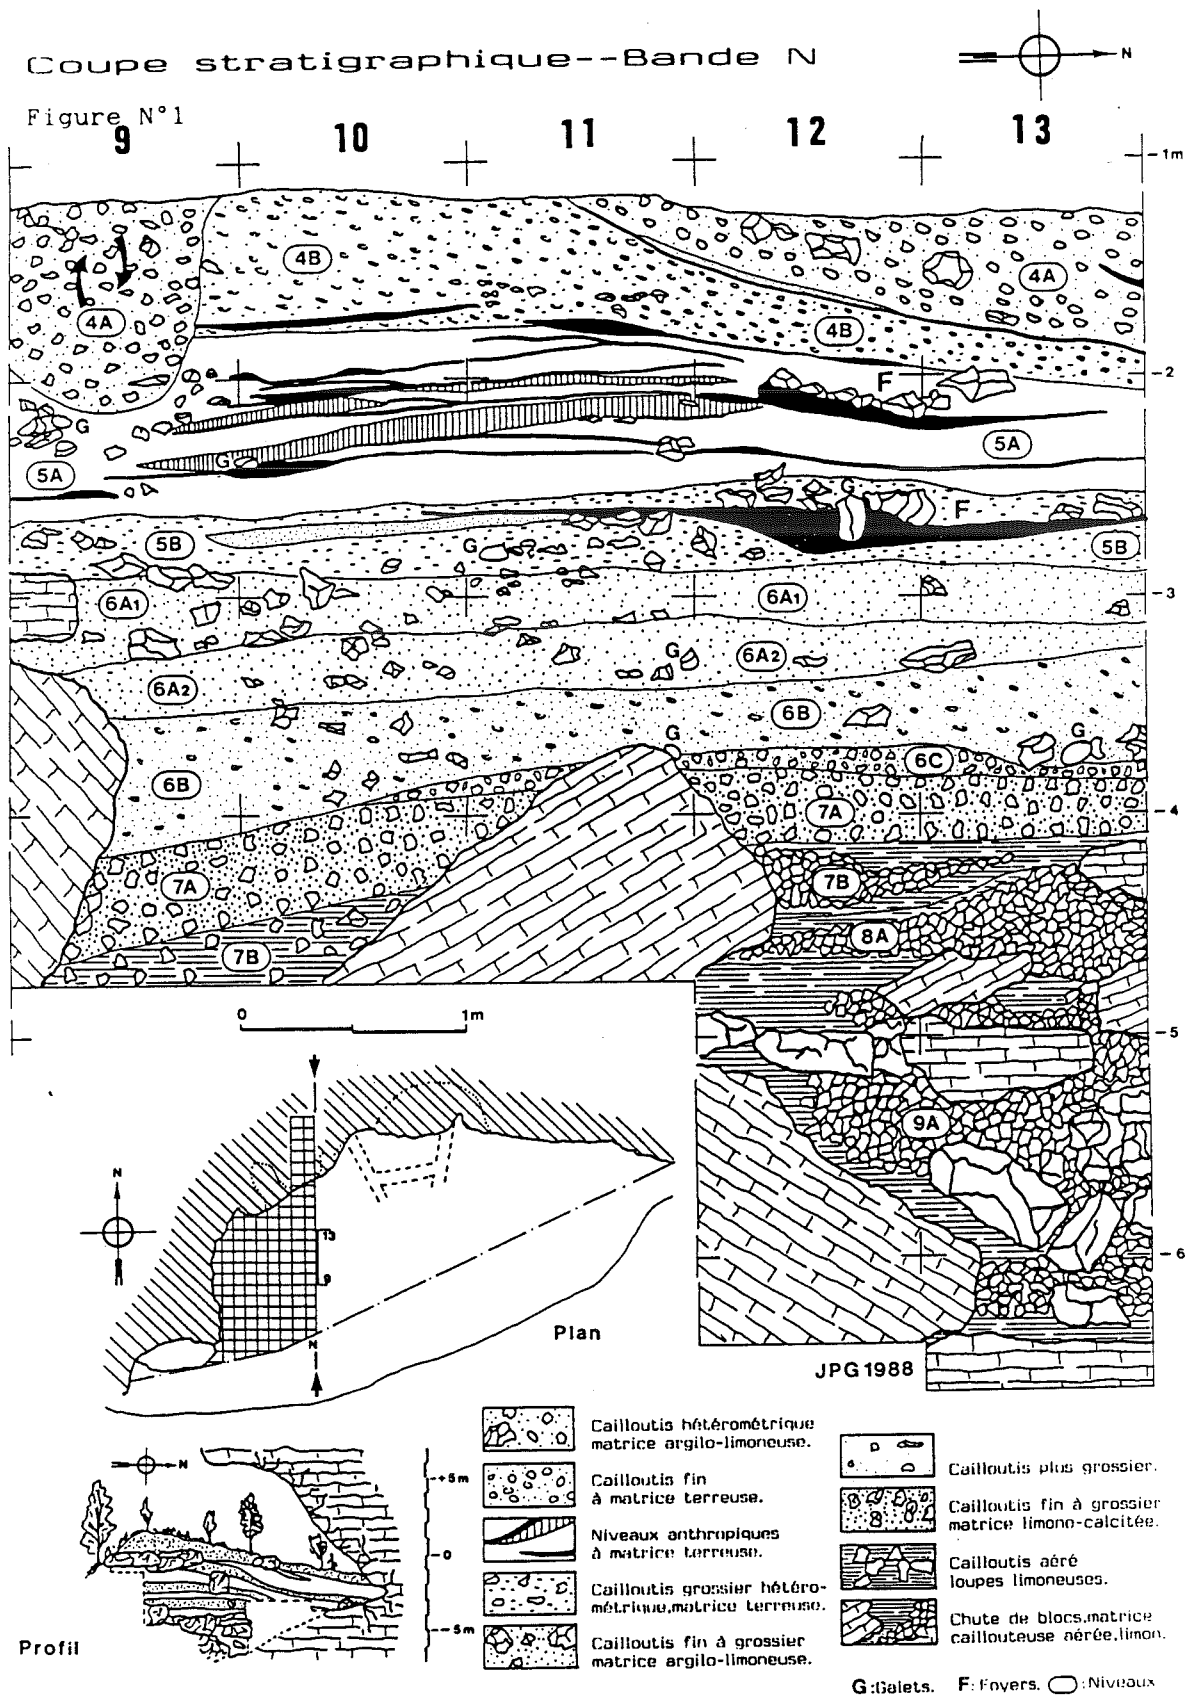 Coupe stratigraphique--Bande N
N
Figure N°1
9 10 11 12 13
1m
4B
4A
4A
4B
2
F
G
5A
G
5A
G
F
5B
G
5B
6A1
6A1
3
G
6A2
6A2
6B
G
G
6C
6B
7A
4
7A
7B
8A
7B
0 1m
5
9A
N
13
9
6
N
Plan
JPG 1988
N
+5m
0
-5m
Profil
Cailloutis hétérométrique
matrice argilo-limoneuse.
Cailloutis fin
à matrice terreuse.
Niveaux anthropiques
à matrice terreuse.
Cailloutis grossier hétéro-
métrique,matrice terreuse.
Cailloutis fin à grossier
matrice argilo-limoneuse.
Cailloutis plus grossier.
Cailloutis fin à grossier
matrice limono-calcitée.
Cailloutis aéré
loupes limoneuses.
Chute de blocs,matrice
caillouteuse aérée,limon.
G:Galets. F:Foyers. :Niveaux